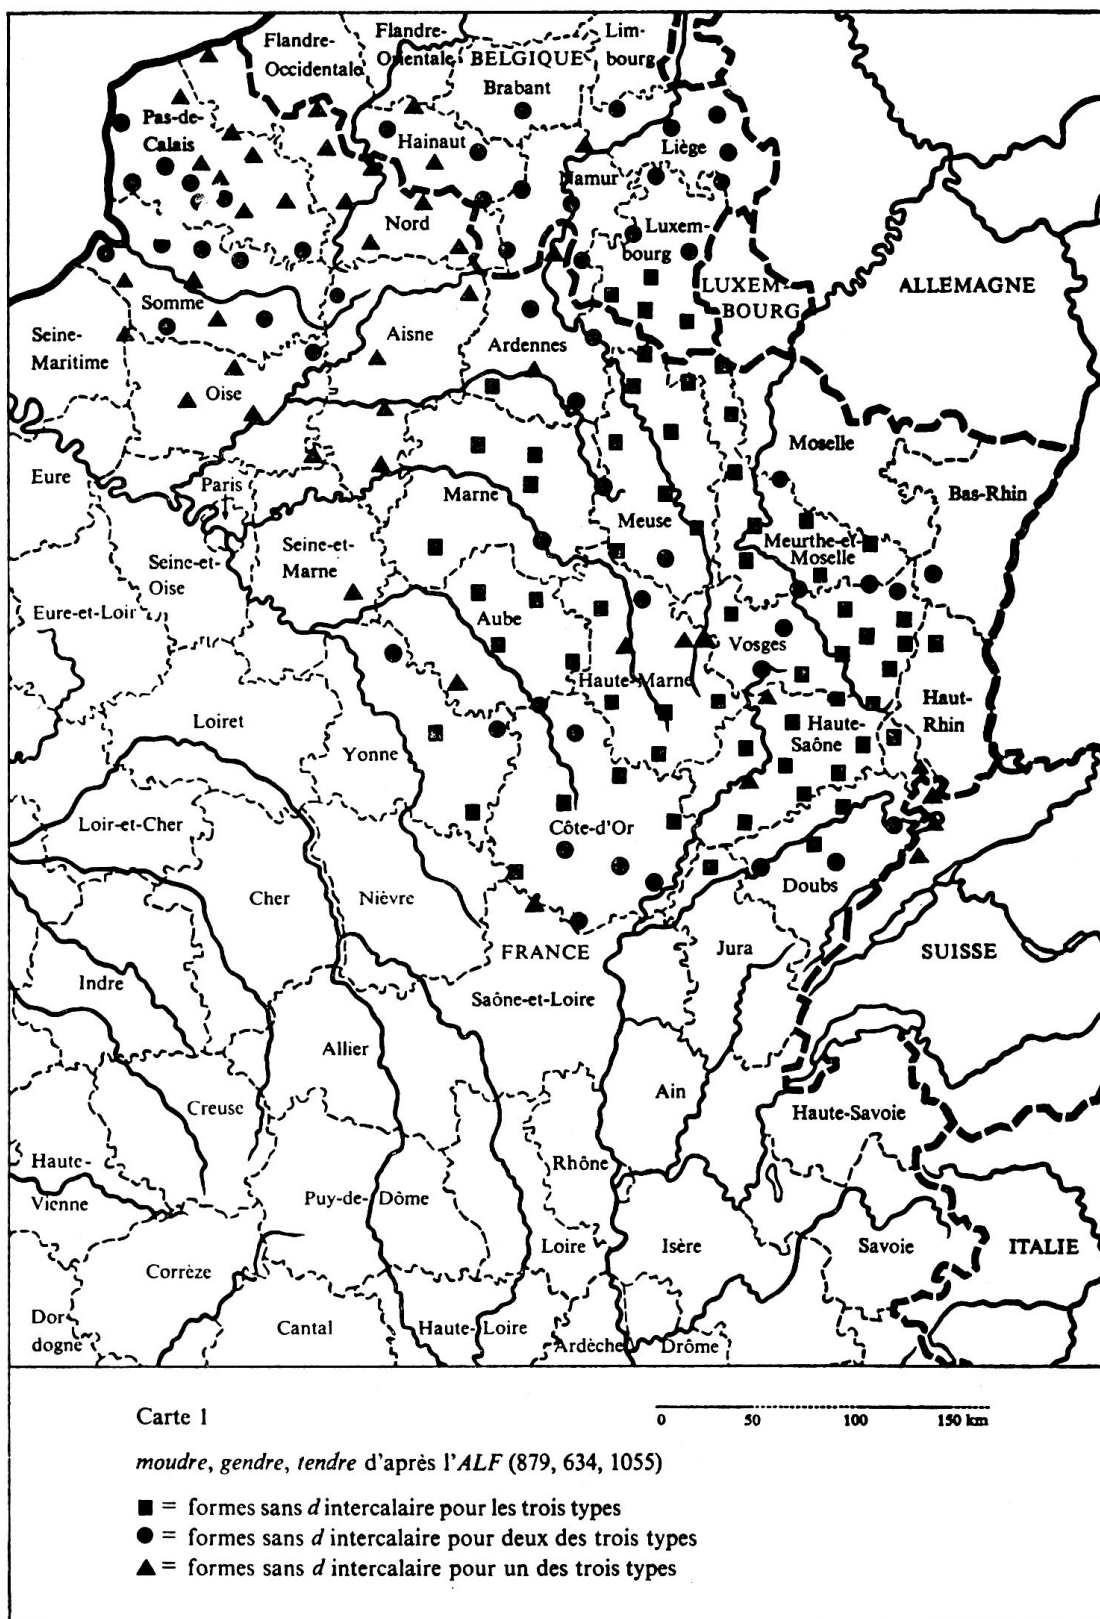 Flandre-
Occidentale
Flandre-
Orientale
BELGIQUE
Brabant
Lim-
bourg
Pas-de-
Calais
Hainaut
Liège
Namur
Nord
Luxem-
bourg
LUXEM-
BOURG
ALLEMAGNE
Somme
Seine-
Maritime
Aisne
Ardennes
Oise
Moselle
Eure
Paris
Marne
Bas-Rhin
Meuse
Meurthe-et-
Moselle
Seine-et-
Marne
Seine-et-
Oise
Eure-et-Loir
Aube
Vosges
Haute-Marne
Haut-
Rhin
Loiret
Haute-
Saône
Yonne
Loir-et-Cher
Côte-d'Or
Doubs
Cher
Nièvre
FRANCE
Jura
SUISSE
Indre
Saône-et-Loire
Allier
Ain
Creuse
Haute-Savoie
Haute-
Vienne
Rhône
Puy-de-Dôme
Loire
Isère
Savoie
ITALIE
Corrèze
Dor
dogne
Cantal
Haute-Loire
Ardèche
Drôme
Carte 1
0 50 100 150 km
moudre, gendre, tendre d'après l'ALF (879, 634, 1055)
■ = formes sans d intercalaire pour les trois types
● = formes sans d intercalaire pour deux des trois types
▲ = formes sans d intercalaire pour un des trois types